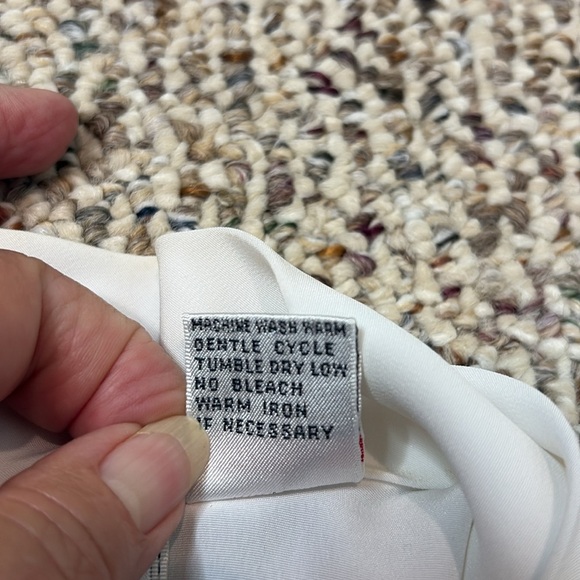 MACHINE WASH WARM
GENTLE CYCLE
TUMBLE DRY LOW
NO BLEACH
WARM IRON
IF NECESSARY